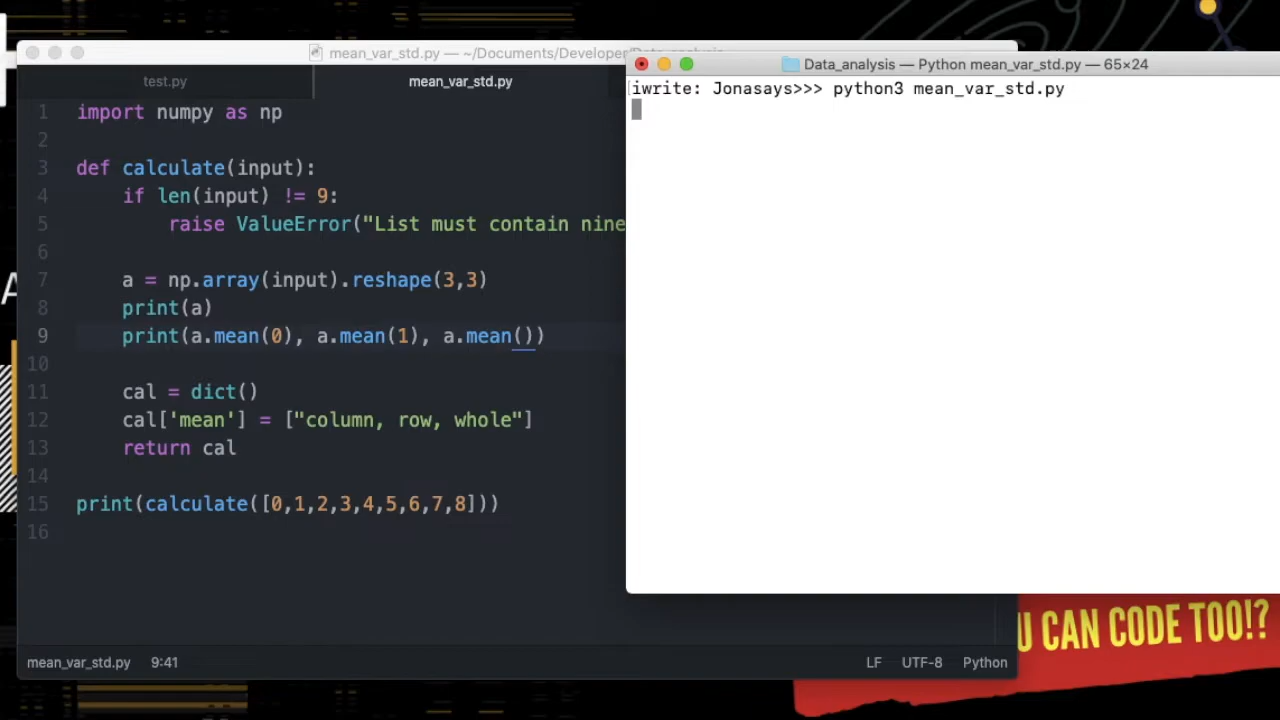 mean_var_std.py — ~/Documents/Developer/Data_analysis
test.py
mean_var_std.py
1 import numpy as np
2
3 def calculate(input):
4 if len(input) != 9:
5 raise ValueError("List must contain nine
6
7 a = np.array(input).reshape(3,3)
8 print(a)
9 print(a.mean(0), a.mean(1), a.mean())
10
11 cal = dict()
12 cal['mean'] = ["column, row, whole"]
13 return cal
14
15 print(calculate([0,1,2,3,4,5,6,7,8]))
16
mean_var_std.py 9:41
LF UTF-8 Python
Data_analysis — Python mean_var_std.py — 65×24
[iwrite: Jonasays>>> python3 mean_var_std.py
A
U CAN CODE TOO!?